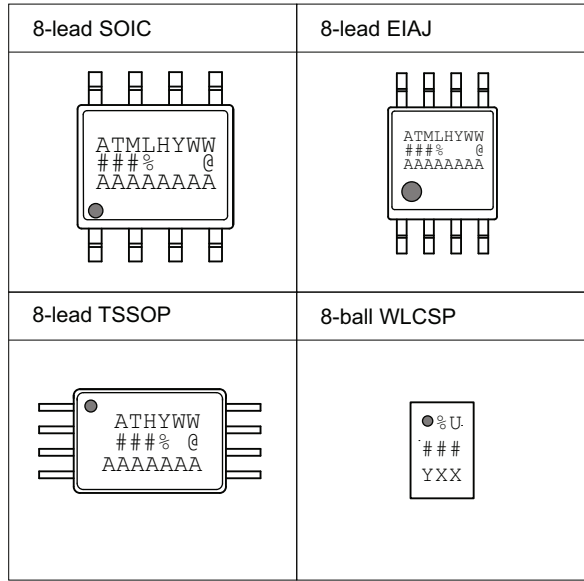 8-lead SOIC
ATMLHYWW
###% @
AAAAAAAA
8-lead EIAJ
ATMLHYWW
###% @
AAAAAAAA
8-lead TSSOP
ATHYWW
###% @
AAAAAAA
8-ball WLCSP
%U
###
YXX